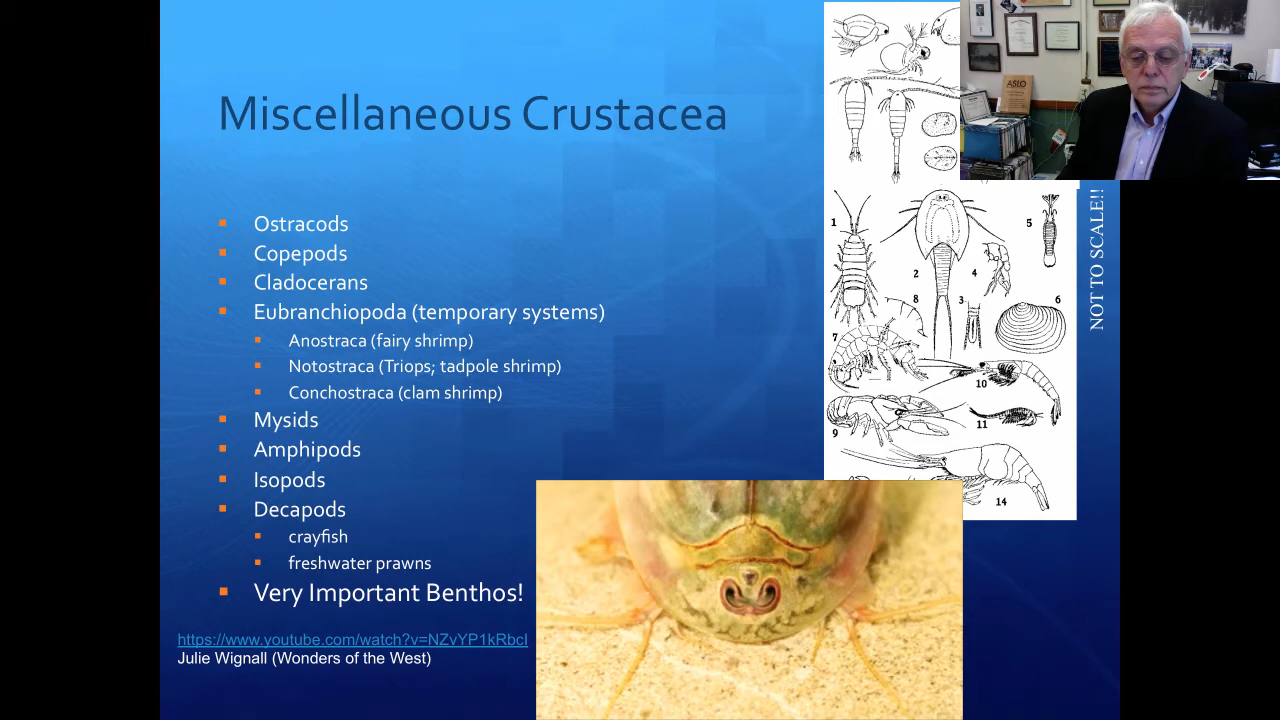 Miscellaneous Crustacea
Ostracods
Copepods
Cladocerans
Eubranchiopoda (temporary systems)
Anostraca (fairy shrimp)
Notostraca (Triops; tadpole shrimp)
Conchostraca (clam shrimp)
Mysids
Amphipods
Isopods
Decapods
crayfish
freshwater prawns
Very Important Benthos!
https://www.youtube.com/watch?v=NZvYP1kRbcI
Julie Wignall (Wonders of the West)
ASLO
1
5
2
4
8
3
6
7
10
11
9
14
NOT TO SCALE!!